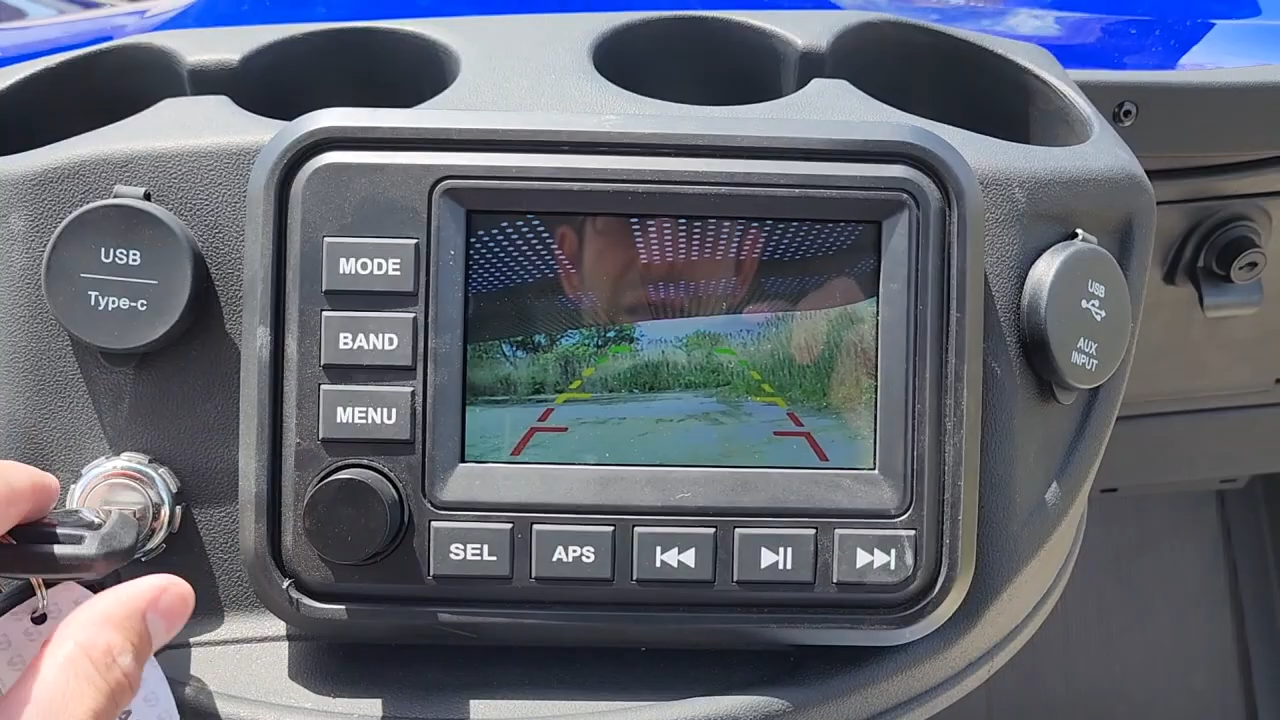 USB
Type-c
MODE
BAND
MENU
SEL
APS
USB
AUX
INPUT